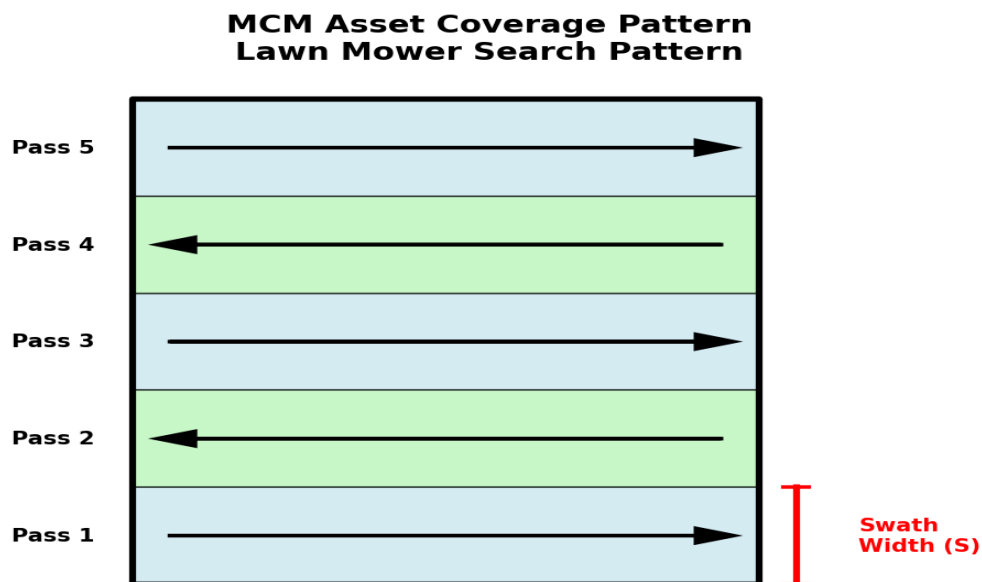 MCM Asset Coverage Pattern
Lawn Mower Search Pattern
Pass 5
Pass 4
Pass 3
Pass 2
Pass 1
Swath
Width (S)